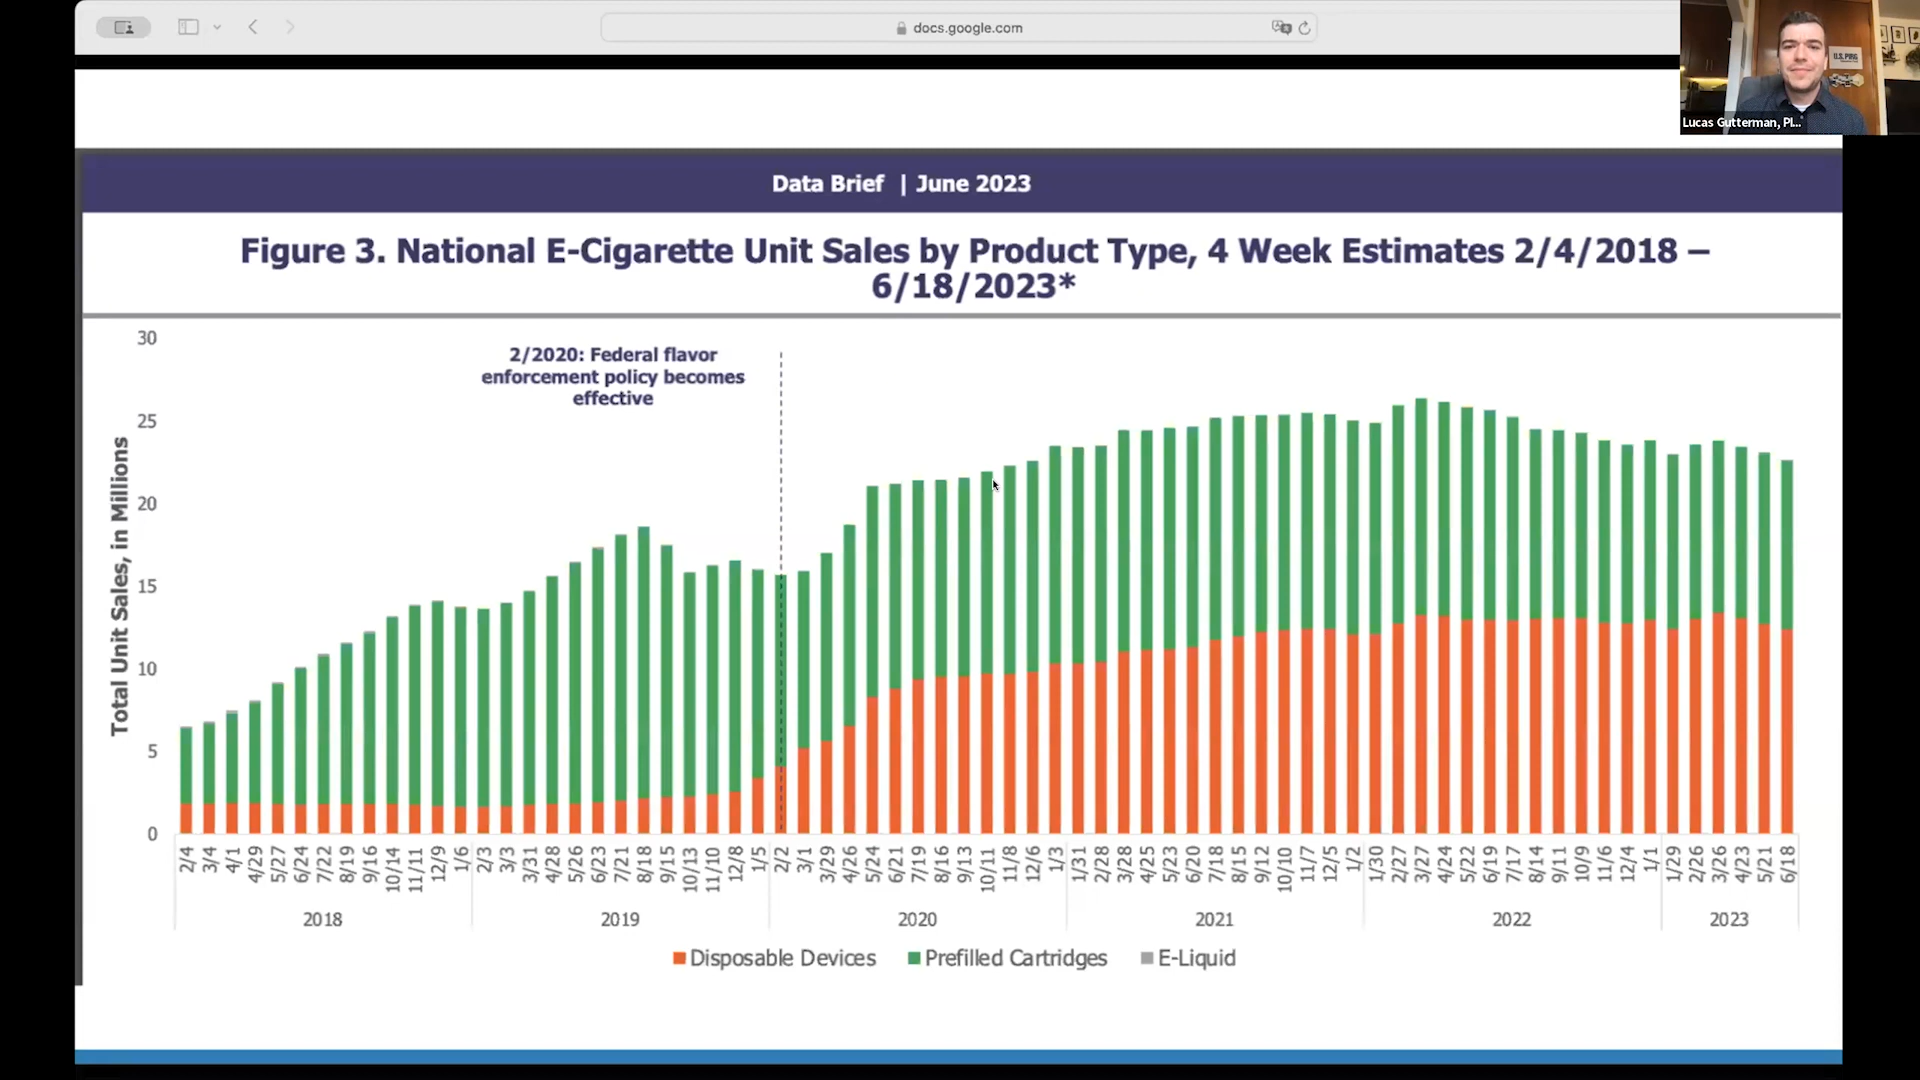 docs.google.com
U.S. PIRG
Lucas Gutterman, PI...
Data Brief | June 2023
Figure 3. National E-Cigarette Unit Sales by Product Type, 4 Week Estimates 2/4/2018 –
6/18/2023*
2/2020: Federal flavor
enforcement policy becomes
effective
Total Unit Sales, in Millions
30
25
20
15
10
5
0
2/4 3/4 4/1 4/29 5/27 6/24 7/22 8/19 9/16 10/14 11/11 12/9 1/6 2/3 3/3 3/31 4/28 5/26 6/23 7/21 8/18 9/15 10/13 11/10 12/8 1/5 2/2 3/1 3/29 4/26 5/24 6/21 7/19 8/16 9/13 10/11 11/8 12/6 1/3 1/31 2/28 3/28 4/25 5/23 6/20 7/18 8/15 9/12 10/10 11/7 12/5 1/2 1/30 2/27 3/27 4/24 5/22 6/19 7/17 8/14 9/11 10/9 11/6 12/4 1/1 1/29 2/26 3/26 4/23 5/21 6/18
2018 2019 2020 2021 2022 2023
Disposable Devices Prefilled Cartridges E-Liquid